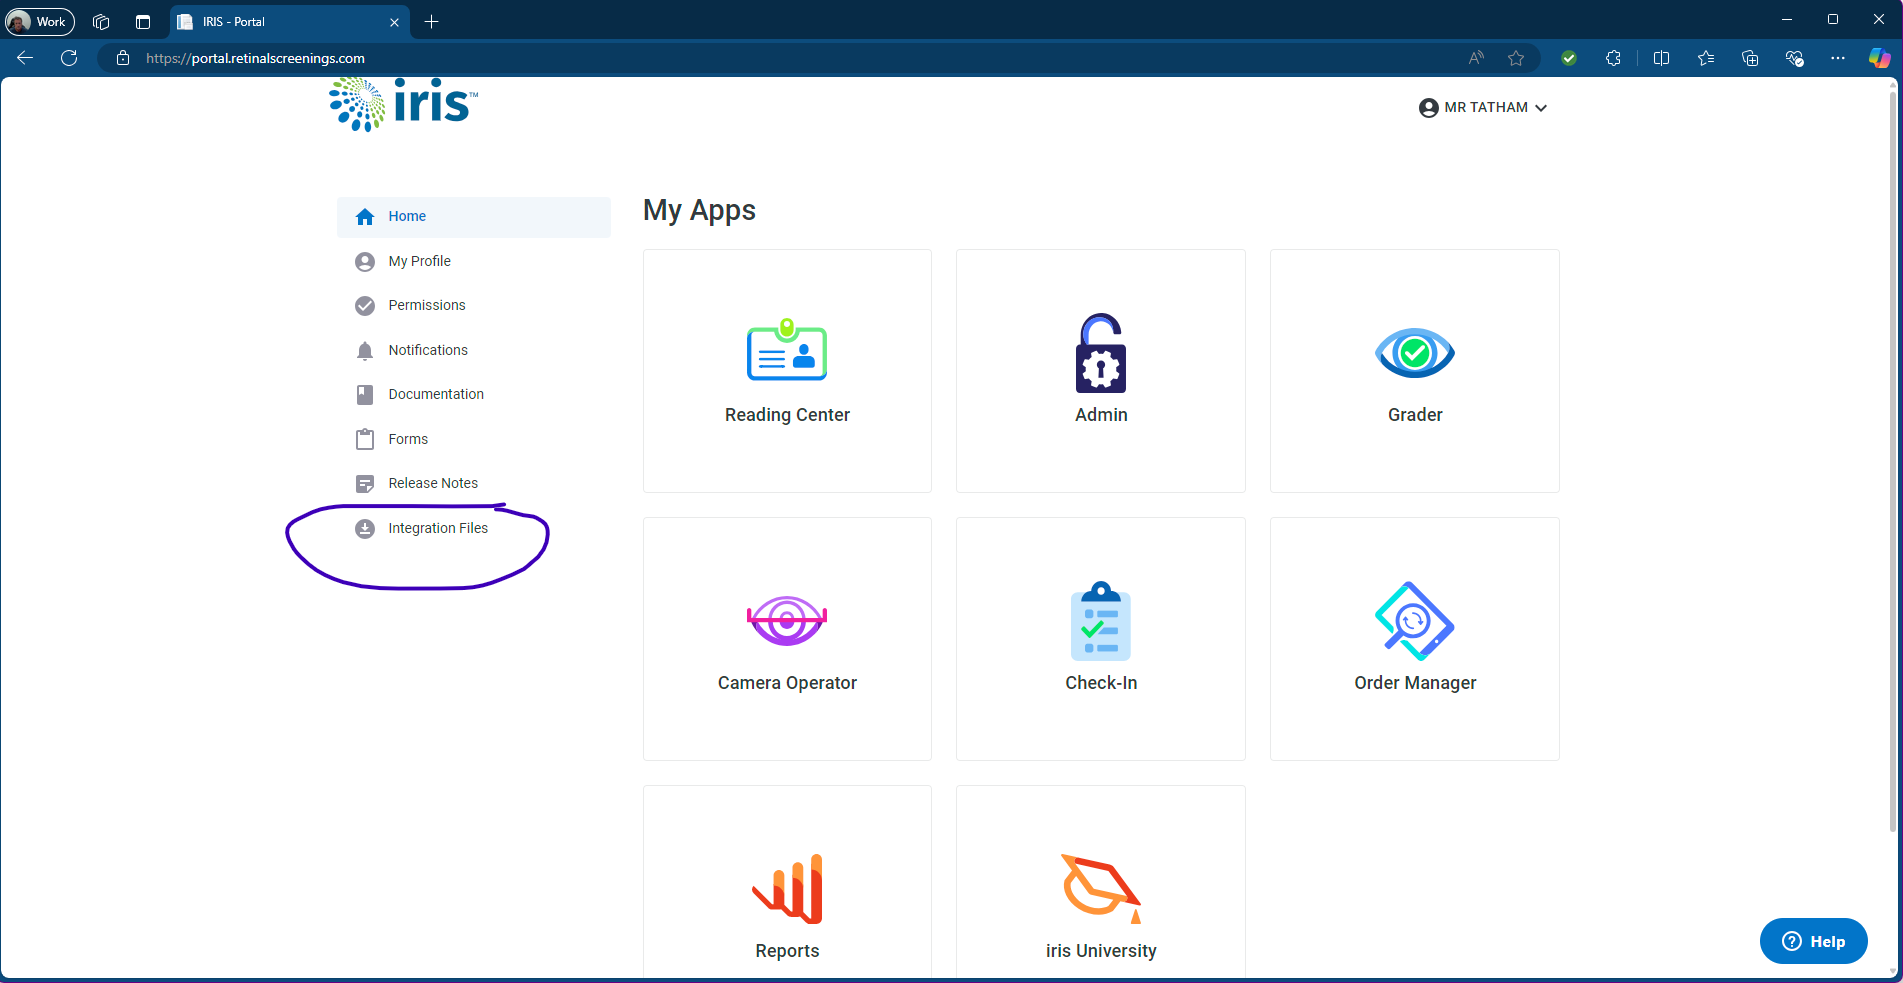 Work
IRIS - Portal
https://portal.retinalscreenings.com
iris™
MR TATHAM
Home
My Profile
Permissions
Notifications
Documentation
Forms
Release Notes
Integration Files
My Apps
Reading Center
Admin
Grader
Camera Operator
Check-In
Order Manager
Reports
iris University
Help